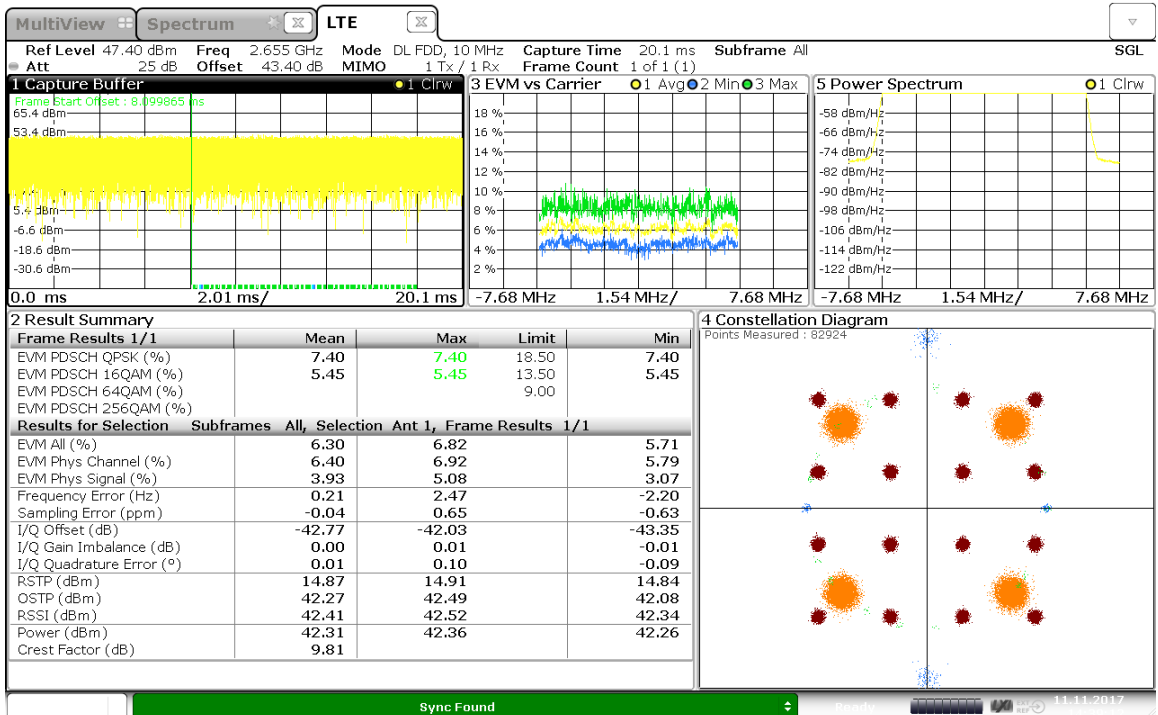 MultiView Spectrum LTE
Ref Level 47.40 dBm Freq 2.655 GHz Mode DL FDD, 10 MHz Capture Time 20.1 ms Subframe All SGL
Att 25 dB Offset 43.40 dB MIMO 1 Tx / 1 Rx Frame Count 1 of 1 (1)
1 Capture Buffer 1 Clrw
Frame Start Offset : 8.099865 ms
65.4 dBm
53.4 dBm
5.4 dBm
-6.6 dBm
-18.6 dBm
-30.6 dBm
0.0 ms 2.01 ms/ 20.1 ms
3 EVM vs Carrier 1 Avg 2 Min 3 Max
18 %
16 %
14 %
12 %
10 %
8 %
6 %
4 %
2 %
-7.68 MHz 1.54 MHz/ 7.68 MHz
5 Power Spectrum 1 Clrw
-58 dBm/Hz
-66 dBm/Hz
-74 dBm/Hz
-82 dBm/Hz
-90 dBm/Hz
-98 dBm/Hz
-106 dBm/Hz
-114 dBm/Hz
-122 dBm/Hz
-7.68 MHz 1.54 MHz/ 7.68 MHz
2 Result Summary
Frame Results 1/1 Mean Max Limit Min
EVM PDSCH QPSK (%) 7.40 7.40 18.50 7.40
EVM PDSCH 16QAM (%) 5.45 5.45 13.50 5.45
EVM PDSCH 64QAM (%) 9.00
EVM PDSCH 256QAM (%)
Results for Selection Subframes All, Selection Ant 1, Frame Results 1/1
EVM All (%) 6.30 6.82 5.71
EVM Phys Channel (%) 6.40 6.92 5.79
EVM Phys Signal (%) 3.93 5.08 3.07
Frequency Error (Hz) 0.21 2.47 -2.20
Sampling Error (ppm) -0.04 0.65 -0.63
I/Q Offset (dB) -42.77 -42.03 -43.35
I/Q Gain Imbalance (dB) 0.00 0.01 -0.01
I/Q Quadrature Error (°) 0.01 0.10 -0.09
RSTP (dBm) 14.87 14.91 14.84
OSTP (dBm) 42.27 42.49 42.08
RSSI (dBm) 42.41 42.52 42.34
Power (dBm) 42.31 42.36 42.26
Crest Factor (dB) 9.81
4 Constellation Diagram
Points Measured : 82924
Sync Found Ready 11.11.2017